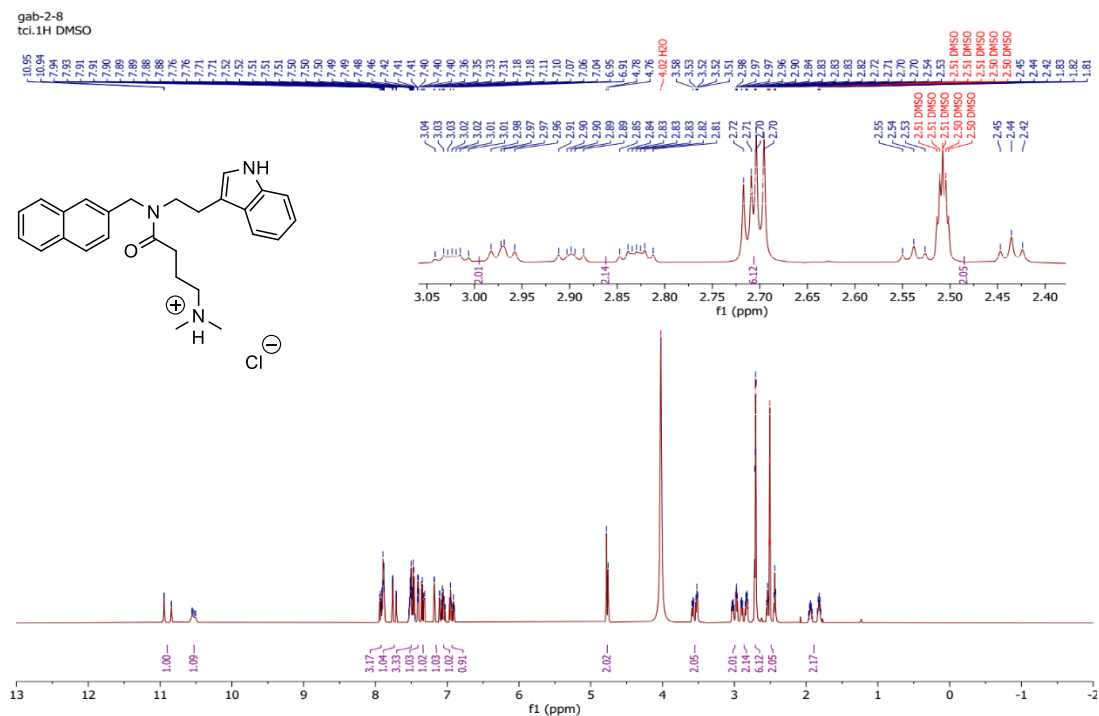 gab-2-8
tci.1H DMSO
10.95 10.94 7.94 7.93 7.91 7.91 7.90 7.89 7.89 7.88 7.88 7.76 7.76 7.71 7.71 7.52 7.52 7.51 7.51 7.51 7.50 7.50 7.50 7.49 7.49 7.48 7.46 7.42 7.41 7.41 7.40 7.40 7.40 7.36 7.35 7.33 7.33 7.31 7.18 7.18 7.11 7.10 7.07 7.06 7.04 6.95 6.91 4.78 4.76 4.02 H2O 3.58 3.53 3.52 3.52 3.51 2.98 2.97 2.97 2.96 2.90 2.84 2.83 2.83 2.83 2.82 2.72 2.71 2.70 2.70 2.54 2.53 2.51 DMSO 2.51 DMSO 2.51 DMSO 2.50 DMSO 2.50 DMSO 2.45 2.44 2.42 1.83 1.82 1.81
3.04 3.03 3.03 3.02 3.02 3.01 3.01 2.98 2.97 2.97 2.96 2.91 2.90 2.90 2.89 2.89 2.85 2.84 2.83 2.83 2.83 2.82 2.81 2.72 2.71 2.70 2.70 2.55 2.54 2.53 2.51 DMSO 2.51 DMSO 2.51 DMSO 2.50 DMSO 2.50 DMSO 2.45 2.44 2.42
NH
N
O
+
N
H
Cl −
2.01 2.14 6.12 2.05
3.05 3.00 2.95 2.90 2.85 2.80 2.75 2.70 2.65 2.60 2.55 2.50 2.45 2.40
f1 (ppm)
1.00 1.09 3.17 1.04 3.33 1.03 1.02 1.03 1.02 0.91 2.02 2.05 2.01 2.14 6.12 2.05 2.17
13 12 11 10 9 8 7 6 5 4 3 2 1 0 -1 -2
f1 (ppm)